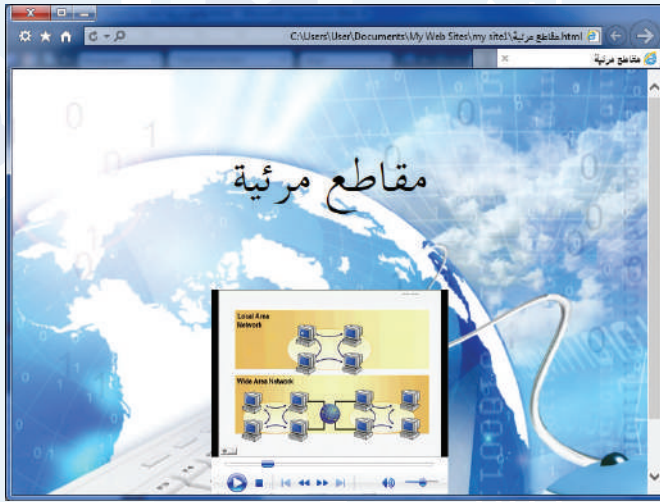 C:\Users\User\Documents\My Web Sites\my site1\مقاطع مرئية.html
مقاطع مرئية
مقاطع مرئية
Local Area
Network
Wide Area Network